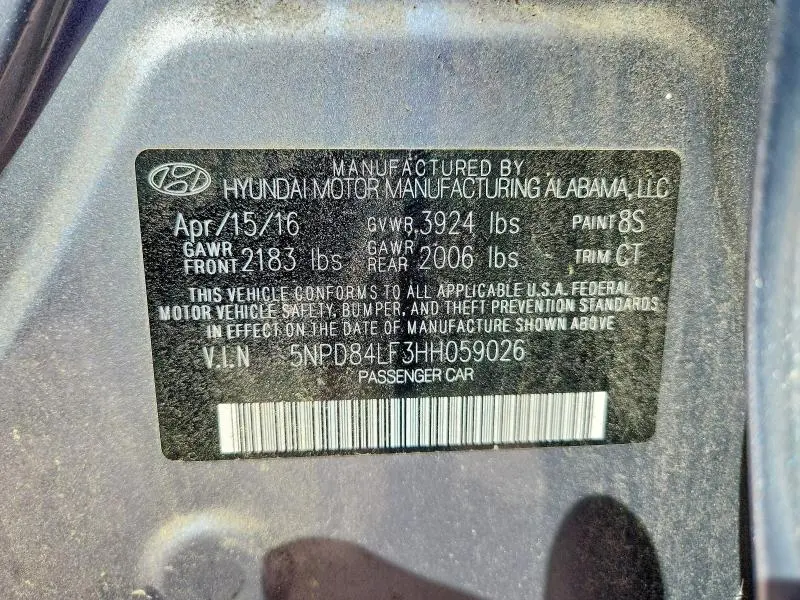 MANUFACTURED BY
HYUNDAI MOTOR MANUFACTURING ALABAMA, LLC
Apr/15/16 GVWR 3924 lbs PAINT 8S
GAWR FRONT 2183 lbs GAWR REAR 2006 lbs TRIM CT
THIS VEHICLE CONFORMS TO ALL APPLICABLE U.S.A. FEDERAL
MOTOR VEHICLE SAFETY, BUMPER, AND THEFT PREVENTION STANDARDS
IN EFFECT ON THE DATE OF MANUFACTURE SHOWN ABOVE.
V.I.N 5NPD84LF3HH059026
PASSENGER CAR